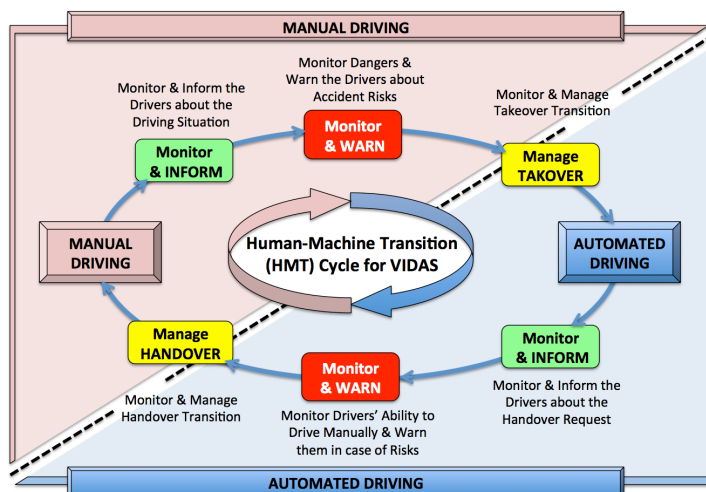 MANUAL DRIVING
Monitor & Inform the
Drivers about the
Driving Situation
Monitor Dangers &
Warn the Drivers about
Accident Risks
Monitor & Manage
Takeover Transition
Monitor
& INFORM
Monitor
& WARN
Manage
TAKOVER
MANUAL
DRIVING
Human-Machine Transition
(HMT) Cycle for VIDAS
AUTOMATED
DRIVING
Manage
HANDOVER
Monitor
& WARN
Monitor
& INFORM
Monitor & Manage
Handover Transition
Monitor Drivers’ Ability to
Drive Manually & Warn
them in case of Risks
Monitor & Inform the
Drivers about the
Handover Request
AUTOMATED DRIVING